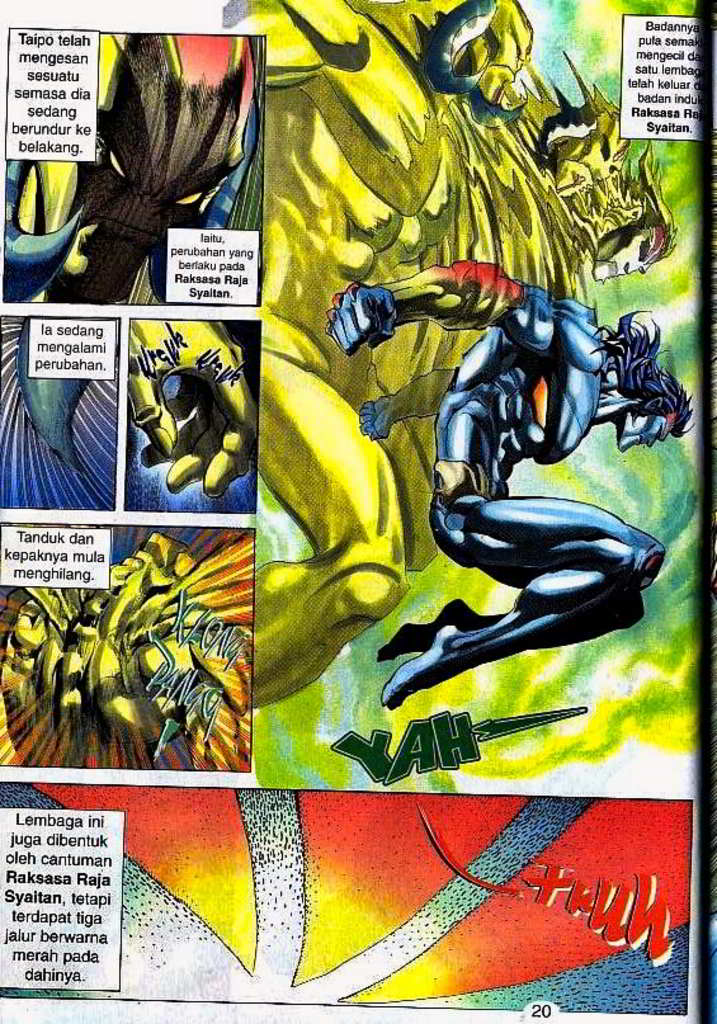 Taipo telah
mengesan
sesuatu
semasa dia
sedang
berundur ke
belakang.
Iaitu,
perubahan yang
berlaku pada
Raksasa Raja
Syaitan.
Badannya
pula semak
mengecil da
satu lembag
telah keluar d
badan indu
Raksasa Ra
Syaitan.
Ia sedang
mengalami
perubahan.
Tanduk dan
kepaknya mula
menghilang.
YAH
Lembaga ini
juga dibentuk
oleh cantuman
Raksasa Raja
Syaitan, tetapi
terdapat tiga
jalur berwarna
merah pada
dahinya.
20